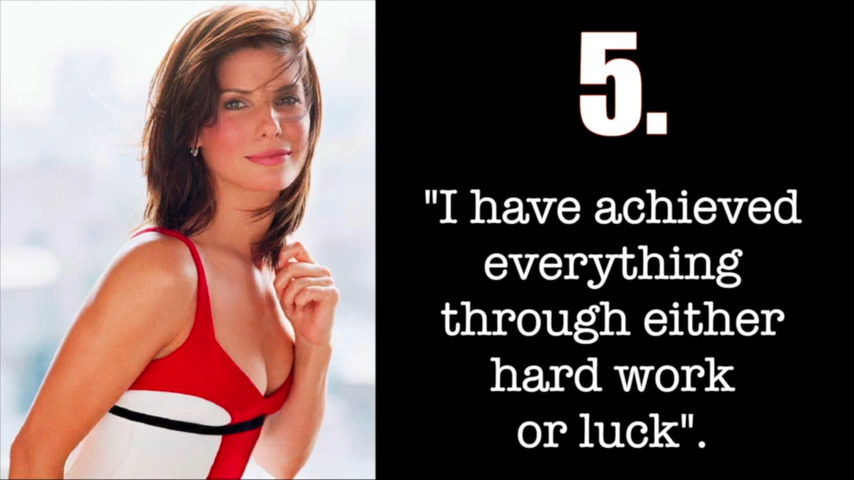 5.
"I have achieved
everything
through either
hard work
or luck".